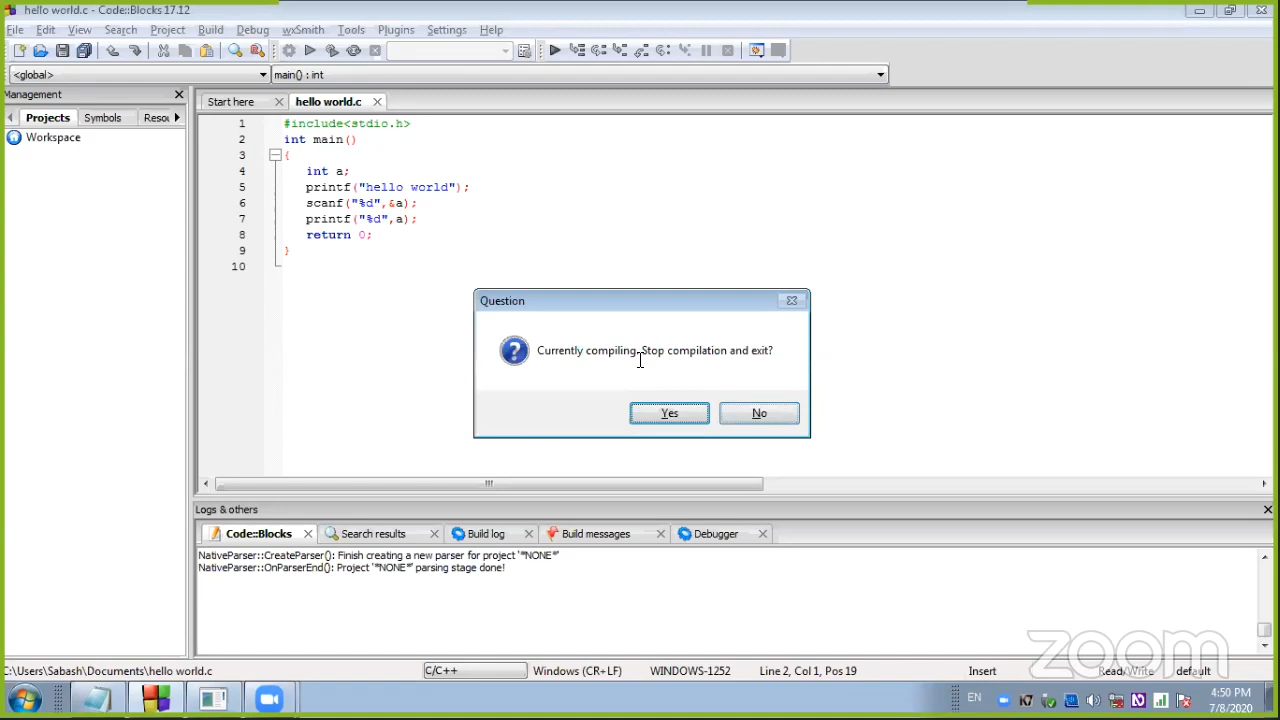 hello world.c - Code::Blocks 17.12
File Edit View Search Project Build Debug wxSmith Tools Plugins Settings Help
<global> main() : int
Management
Projects Symbols Resou
Workspace
Start here hello world.c
1 #include<stdio.h>
2 int main()
3 {
4 int a;
5 printf("hello world");
6 scanf("%d",&a);
7 printf("%d",a);
8 return 0;
9 }
10
Question
Currently compiling. Stop compilation and exit?
Yes No
Logs & others
Code::Blocks Search results Build log Build messages Debugger
NativeParser::CreateParser(): Finish creating a new parser for project '*NONE*'
NativeParser::OnParserEnd(): Project '*NONE*' parsing stage done!
zoom
C:\Users\Sabash\Documents\hello world.c C/C++ Windows (CR+LF) WINDOWS-1252 Line 2, Col 1, Pos 19 Insert Read/Write default
EN 4:50 PM
7/8/2020